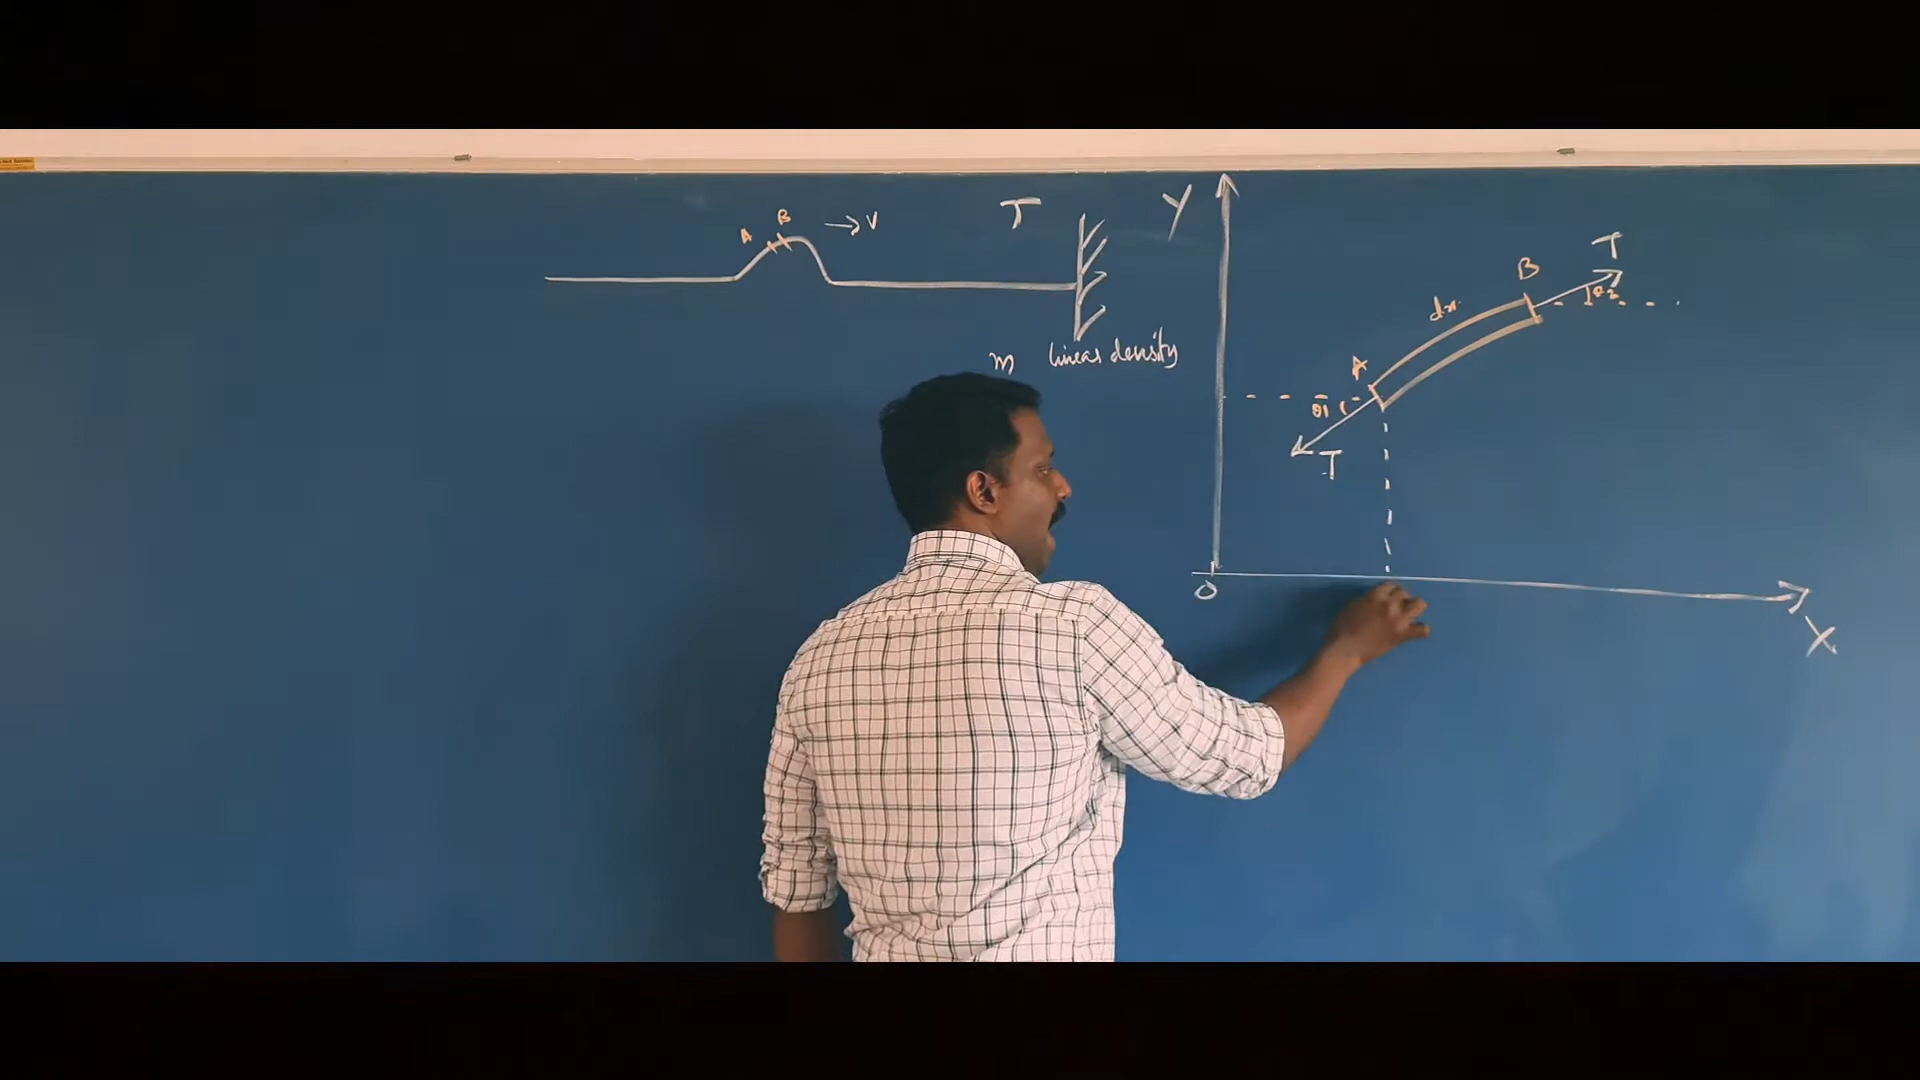 A B → V
T
m linear density
Y
T
B
dx
θ2
A
θ1
T
O
X